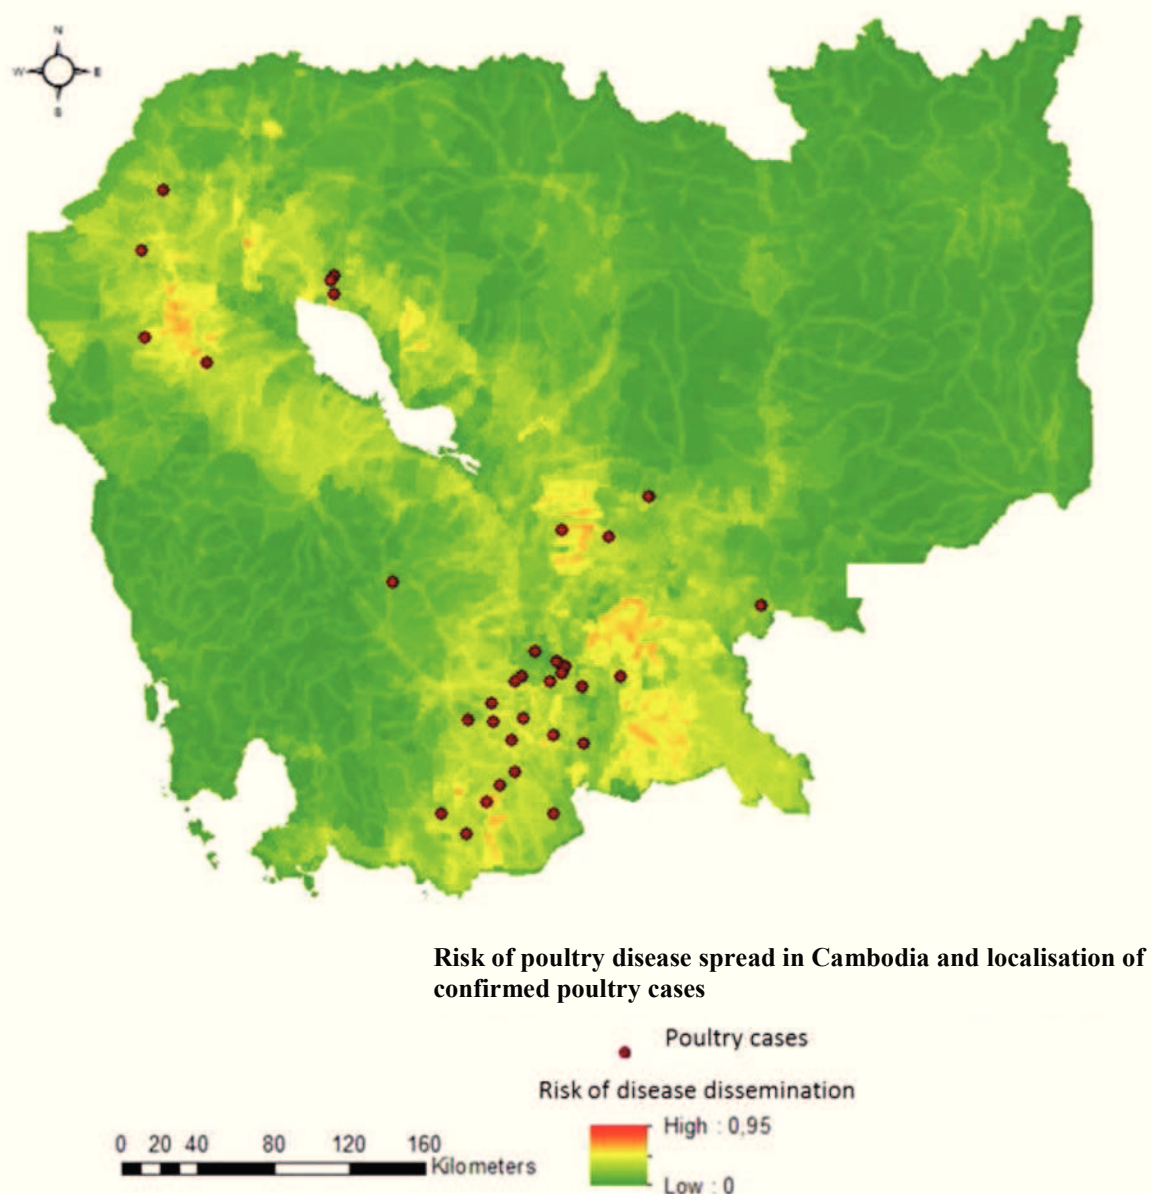 N
W E
S
Risk of poultry disease spread in Cambodia and localisation of
confirmed poultry cases
Poultry cases
Risk of disease dissemination
High : 0,95
Low : 0
0 20 40 80 120 160
Kilometers